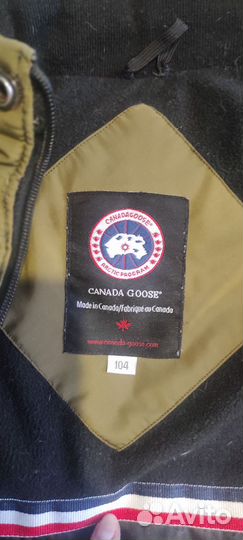 CANADA GOOSE
ARCTIC PROGRAM
CANADA GOOSE®
Made in Canada/Fabriqué au Canada
www.canada-goose.com
104
Avito